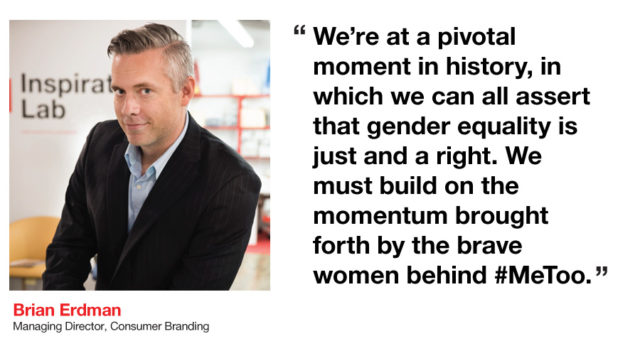 Inspirat
Lab
“ We’re at a pivotal
moment in history, in
which we can all assert
that gender equality is
just and a right. We
must build on the
momentum brought
forth by the brave
women behind #MeToo.”
Brian Erdman
Managing Director, Consumer Branding